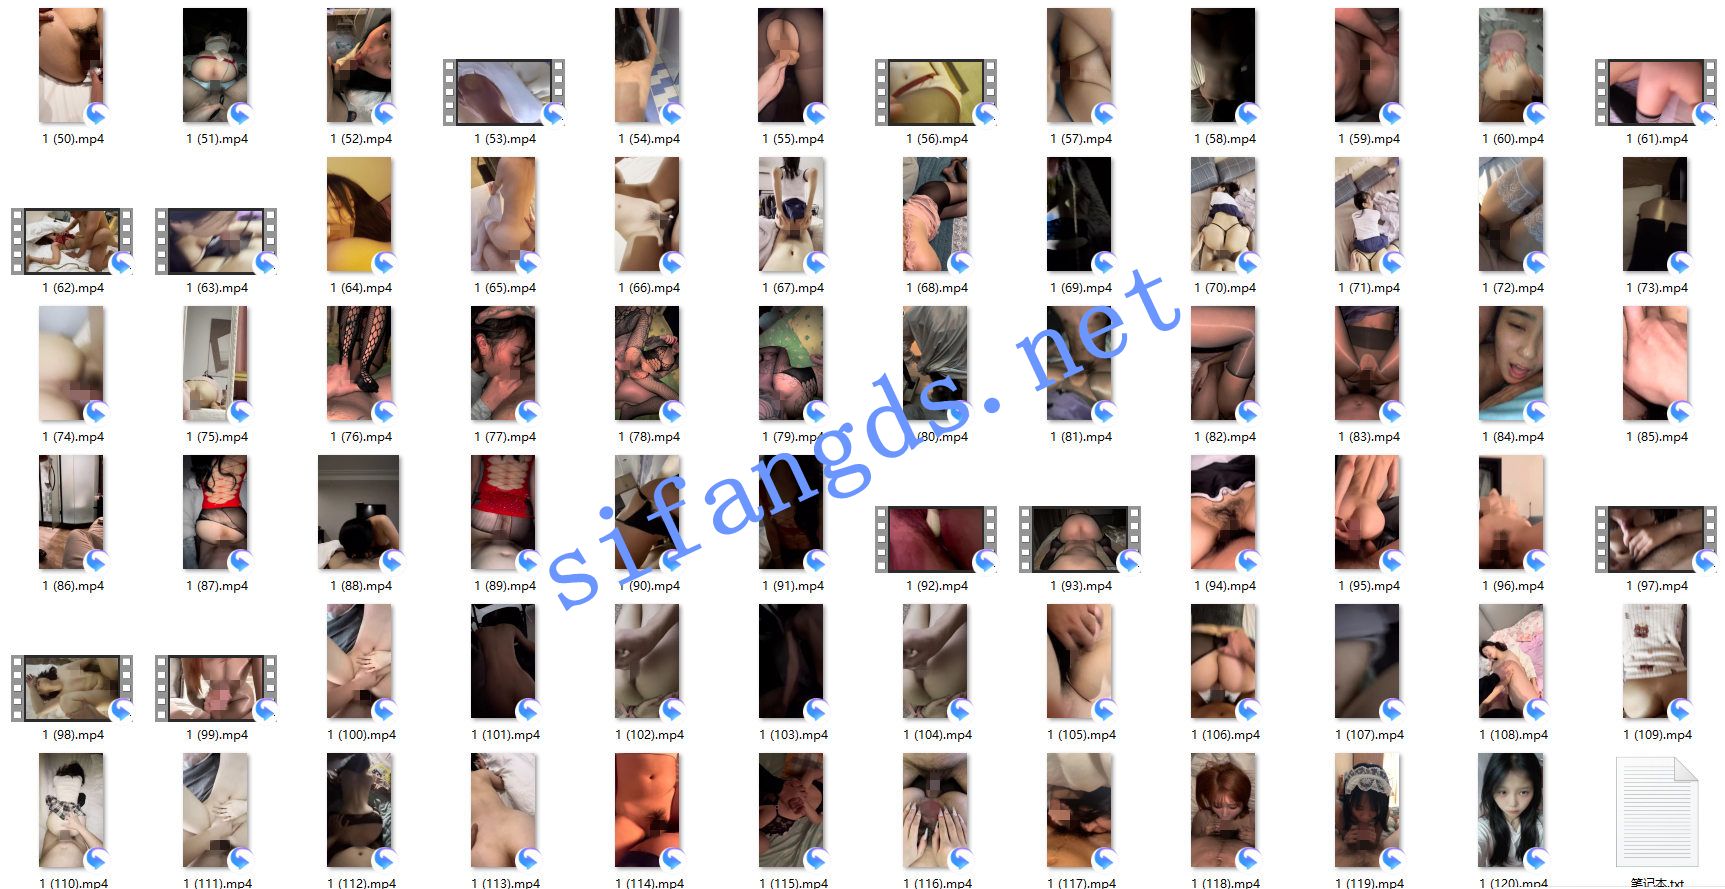 1 (50).mp4
1 (51).mp4
1 (52).mp4
1 (53).mp4
1 (54).mp4
1 (55).mp4
1 (56).mp4
1 (57).mp4
1 (58).mp4
1 (59).mp4
1 (60).mp4
1 (61).mp4
1 (62).mp4
1 (63).mp4
1 (64).mp4
1 (65).mp4
1 (66).mp4
1 (67).mp4
1 (68).mp4
1 (69).mp4
1 (70).mp4
1 (71).mp4
1 (72).mp4
1 (73).mp4
1 (74).mp4
1 (75).mp4
1 (76).mp4
1 (77).mp4
1 (78).mp4
1 (79).mp4
(80).mp4
1 (81).mp4
1 (82).mp4
1 (83).mp4
1 (84).mp4
1 (85).mp4
sifangds.net
1 (86).mp4
1 (87).mp4
1 (88).mp4
1 (89).mp4
1 (90).mp4
1 (91).mp4
1 (92).mp4
1 (93).mp4
1 (94).mp4
1 (95).mp4
1 (96).mp4
1 (97).mp4
1 (98).mp4
1 (99).mp4
1 (100).mp4
1 (101).mp4
1 (102).mp4
1 (103).mp4
1 (104).mp4
1 (105).mp4
1 (106).mp4
1 (107).mp4
1 (108).mp4
1 (109).mp4
1 (110).mp4
1 (111).mp4
1 (112).mp4
1 (113).mp4
1 (114).mp4
1 (115).mp4
1 (116).mp4
1 (117).mp4
1 (118).mp4
1 (119).mp4
1 (120).mp4
笔记本.txt